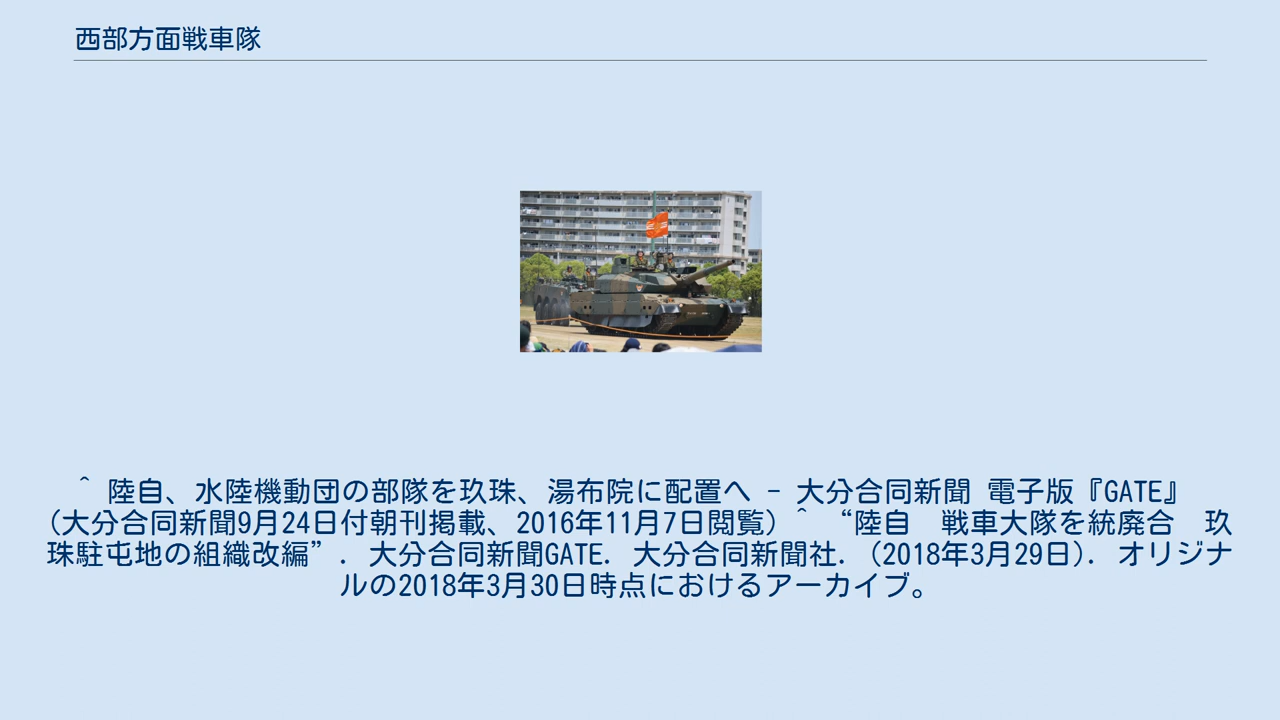 西部方面戦車隊
^ 陸自、水陸機動団の部隊を玖珠、湯布院に配置へ - 大分合同新聞 電子版『GATE』
(大分合同新聞9月24日付朝刊掲載、2016年11月7日閲覧) ^ “陸自　戦車大隊を統廃合　玖
珠駐屯地の組織改編”. 大分合同新聞GATE. 大分合同新聞社. (2018年3月29日). オリジナ
ルの2018年3月30日時点におけるアーカイブ。